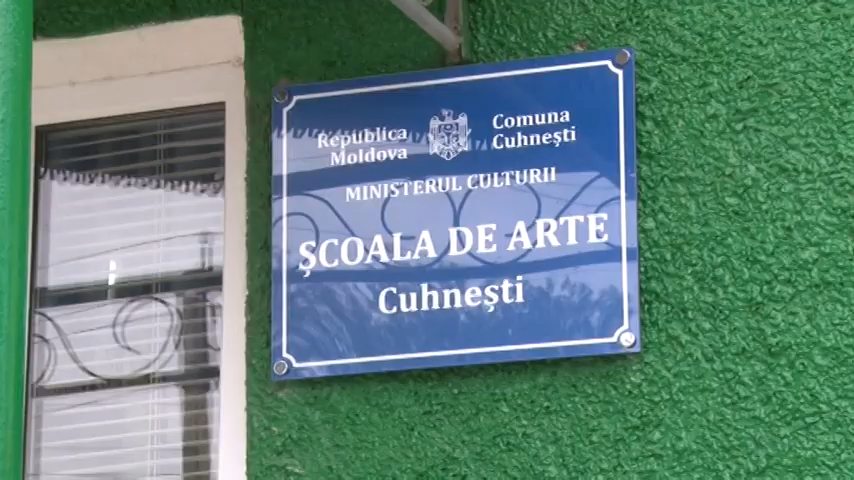 Republica
Moldova
Comuna
Cuhnești
MINISTERUL CULTURII
ȘCOALA DE ARTE
Cuhnești